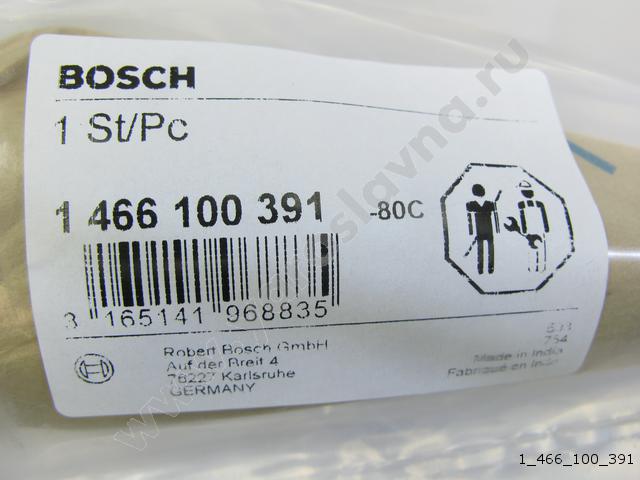 BOSCH
1 St/Pc
1 466 100 391 -80C
3 165141 968835
Robert Bosch GmbH
Auf der Breit 4
76227 Karlsruhe
GERMANY
Made in India
Fabriqué en Inde
1_466_100_391